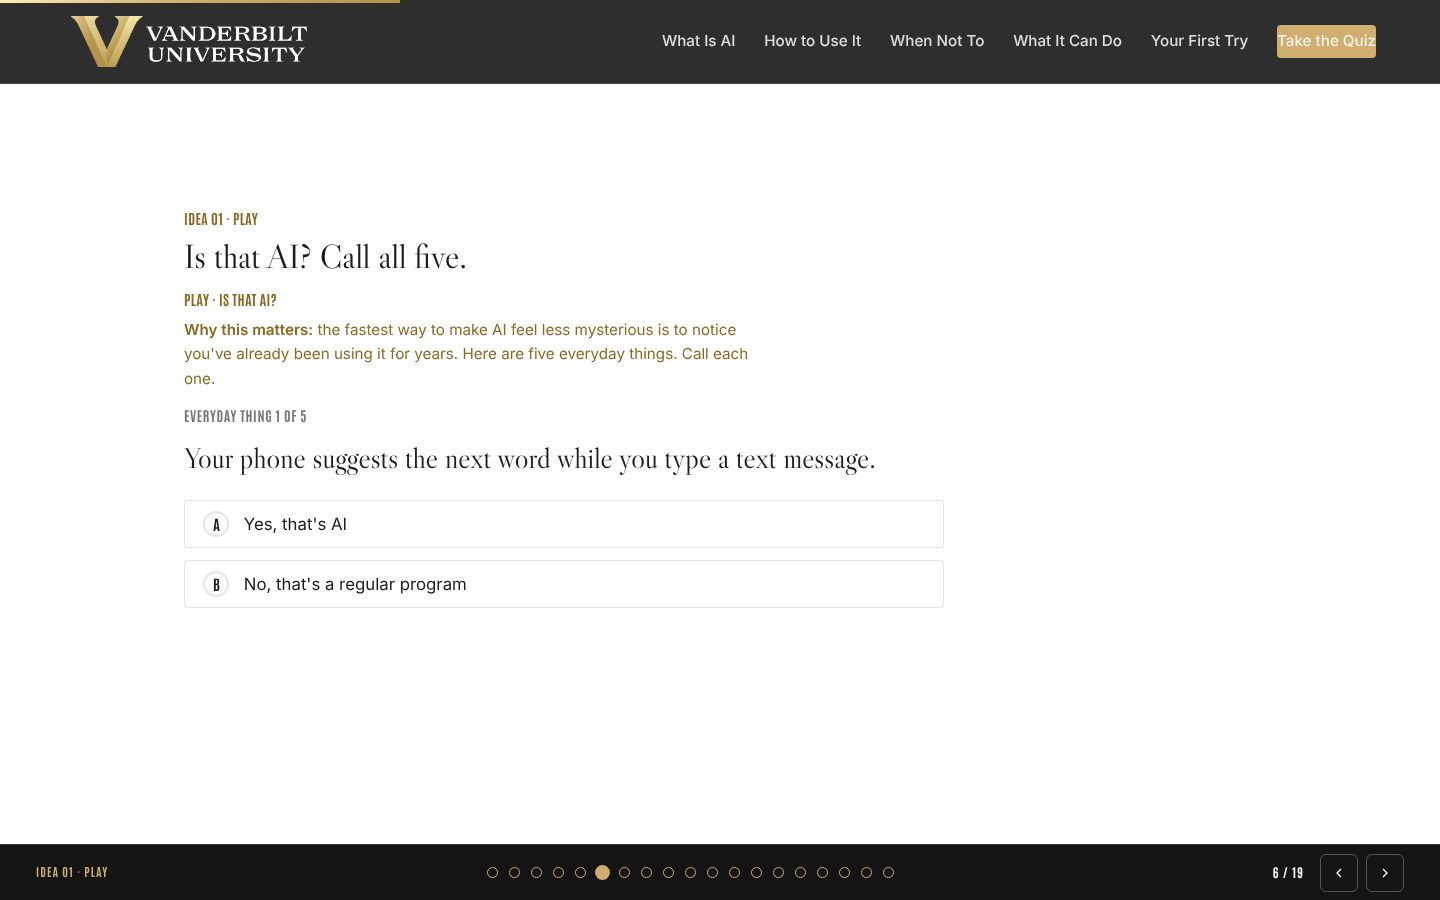 VANDERBILT
UNIVERSITY
What Is AI
How to Use It
When Not To
What It Can Do
Your First Try
Take the Quiz
IDEA 01 · PLAY
Is that AI? Call all five.
PLAY · IS THAT AI?
Why this matters: the fastest way to make AI feel less mysterious is to notice
you've already been using it for years. Here are five everyday things. Call each
one.
EVERYDAY THING 1 OF 5
Your phone suggests the next word while you type a text message.
A Yes, that's AI
B No, that's a regular program
IDEA 01 · PLAY
6 / 19